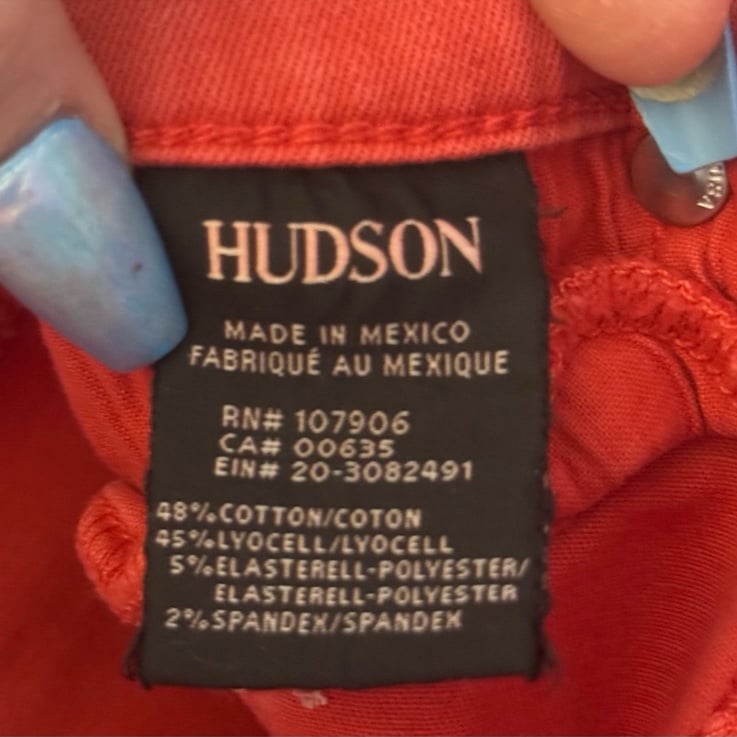 HUDSON
MADE IN MEXICO
FABRIQUÉ AU MEXIQUE
RN# 107906
CA# 00635
EIN# 20-3082491
48% COTTON/COTON
45% LYOCELL/LYOCELL
5% ELASTERELL-POLYESTER/
ELASTERELL-POLYESTER
2% SPANDEX/SPANDEX